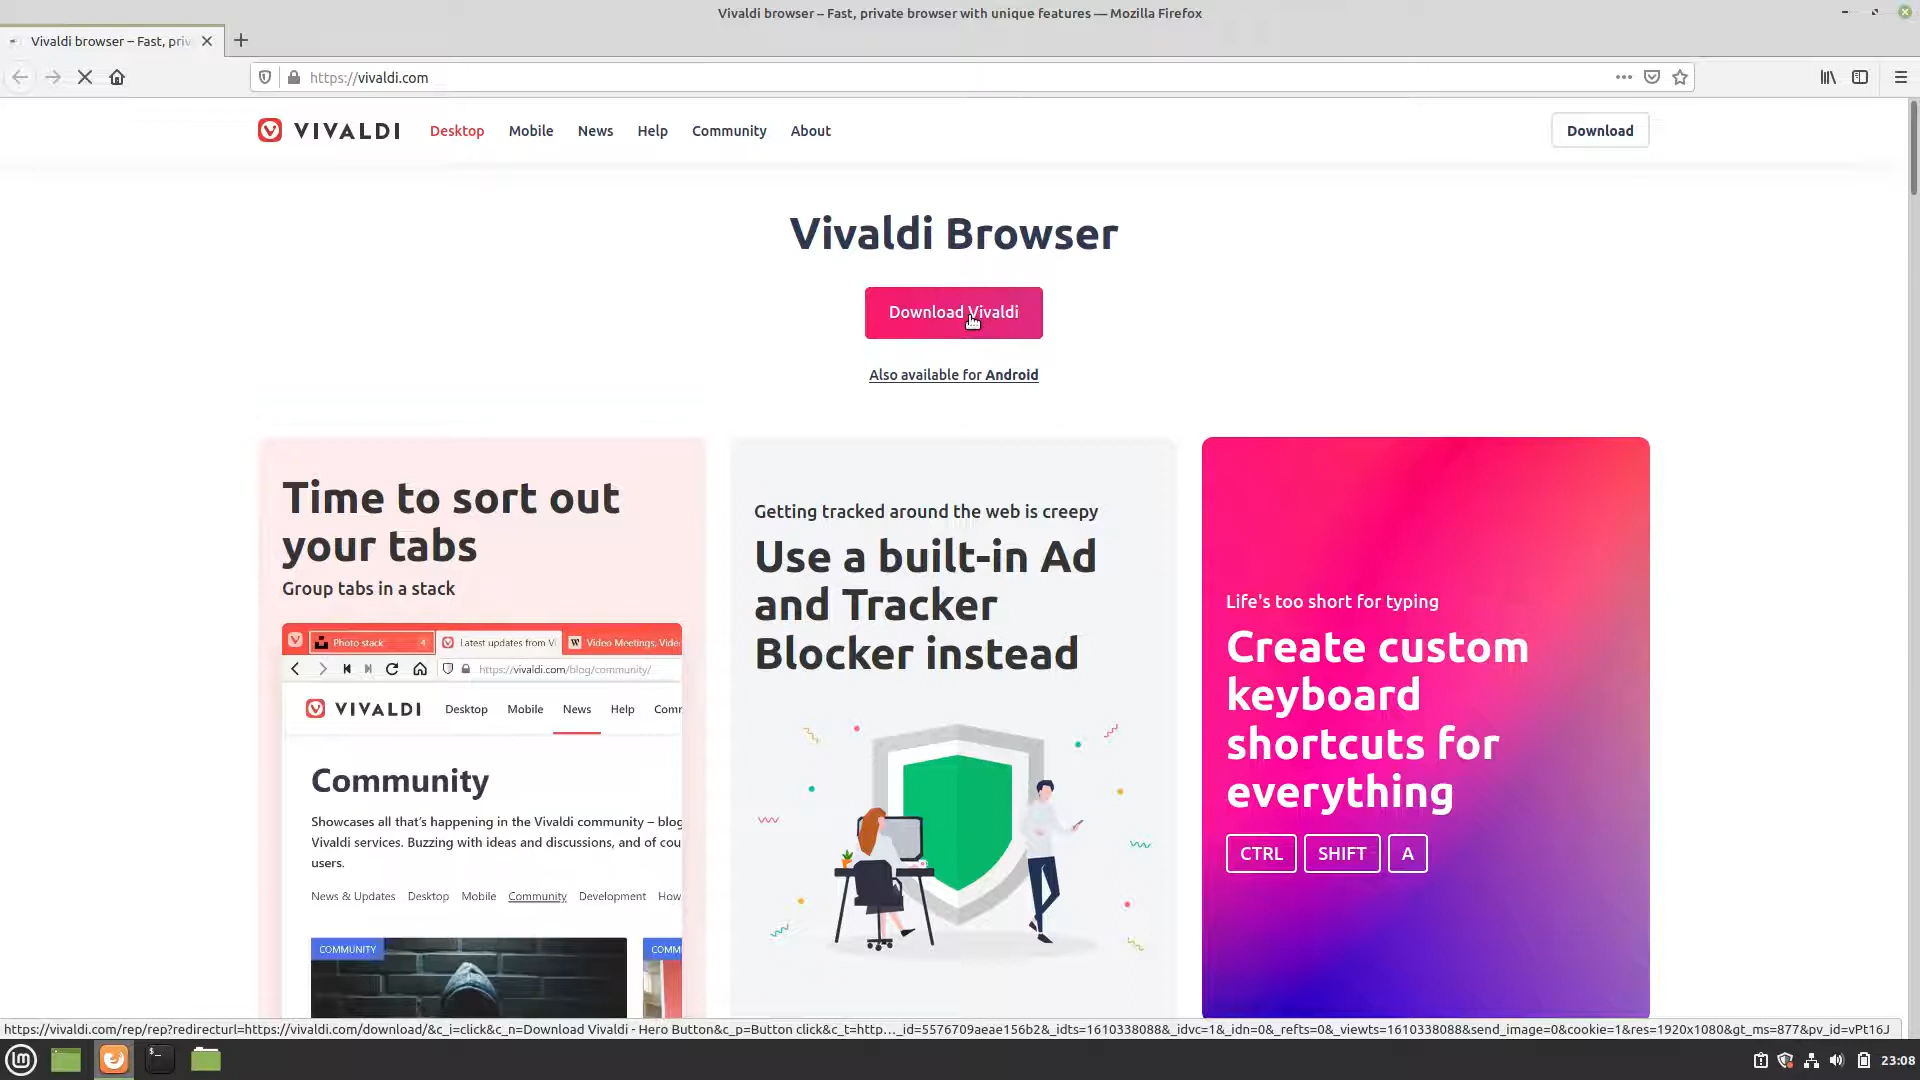 Vivaldi browser – Fast, private browser with unique features — Mozilla Firefox
Vivaldi browser – Fast, priv
https://vivaldi.com
VIVALDI
Desktop
Mobile
News
Help
Community
About
Download
Vivaldi Browser
Download Vivaldi
Also available for Android
Time to sort out
your tabs
Group tabs in a stack
Photo stack
4
Latest updates from Vi
Video Meetings, Vide
https://vivaldi.com/blog/community/
VIVALDI
Desktop
Mobile
News
Help
Comm
Community
Showcases all that's happening in the Vivaldi community – blog
Vivaldi services. Buzzing with ideas and discussions, and of cou
users.
News & Updates
Desktop
Mobile
Community
Development
How
COMMUNITY
COMM
Getting tracked around the web is creepy
Use a built-in Ad
and Tracker
Blocker instead
Life's too short for typing
Create custom
keyboard
shortcuts for
everything
CTRL
SHIFT
A
https://vivaldi.com/rep/rep?redirecturl=https://vivaldi.com/download/&c_i=click&c_n=Download Vivaldi - Hero Button&c_p=Button click&c_t=http…_id=5576709aeae156b2&_idts=1610338088&_idvc=1&_idn=0&_refts=0&_viewts=1610338088&send_image=0&cookie=1&res=1920x1080&gt_ms=877&pv_id=vPt16J
23:08